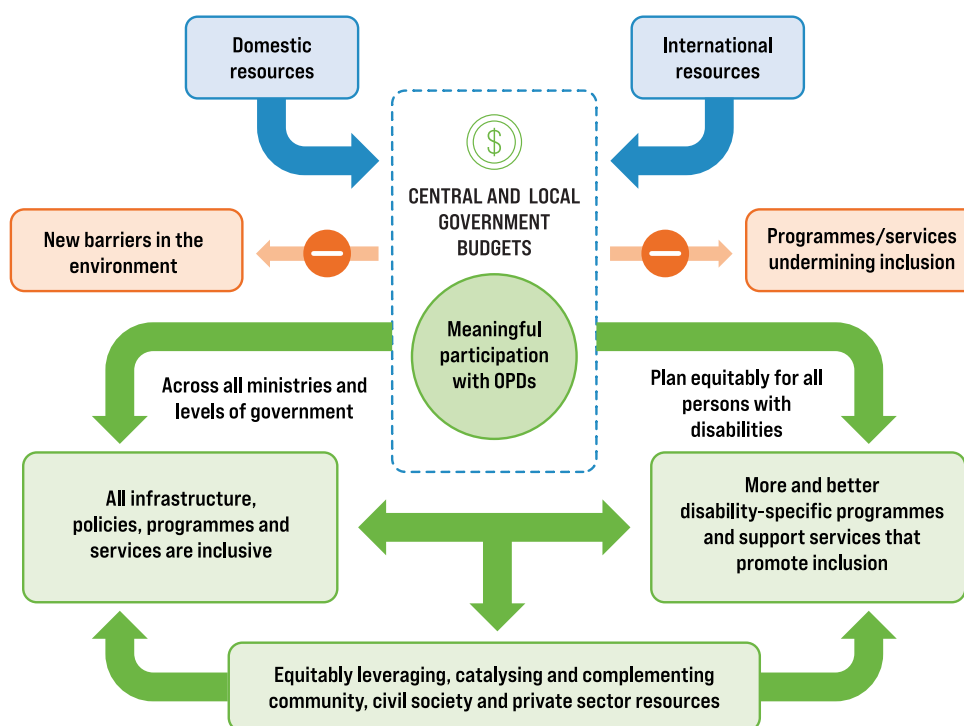 Domestic
resources
International
resources
$
CENTRAL AND LOCAL
GOVERNMENT
BUDGETS
New barriers in the
environment
Programmes/services
undermining inclusion
Meaningful
participation
with OPDs
Across all ministries and
levels of government
Plan equitably for all
persons with
disabilities
All infrastructure,
policies, programmes and
services are inclusive
More and better
disability-specific programmes
and support services that
promote inclusion
Equitably leveraging, catalysing and complementing
community, civil society and private sector resources